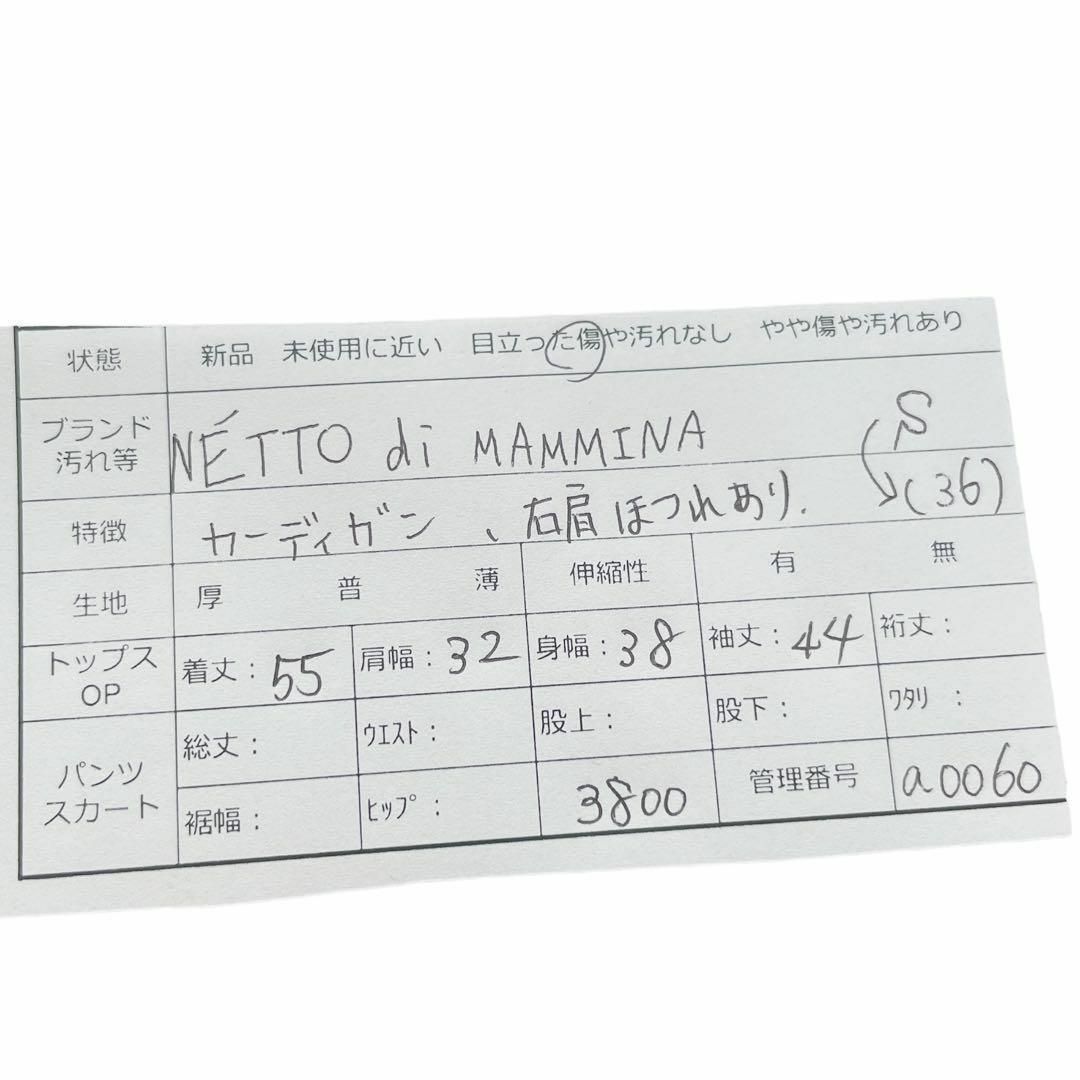 状態 新品 未使用に近い 目立った傷や汚れなし やや傷や汚れあり
ブランド 汚れ等 NÉTTO di MAMMINA S
特徴 カーディガン、右肩ほつれあり. (36)
生地 厚 普 薄 伸縮性 有 無
トップス OP 着丈:55 肩幅:32 身幅:38 袖丈:44 裄丈:
パンツ スカート 総丈: ウエスト: 股上: 股下: ワタリ:
裾幅: ヒップ: 3800 管理番号 a0060